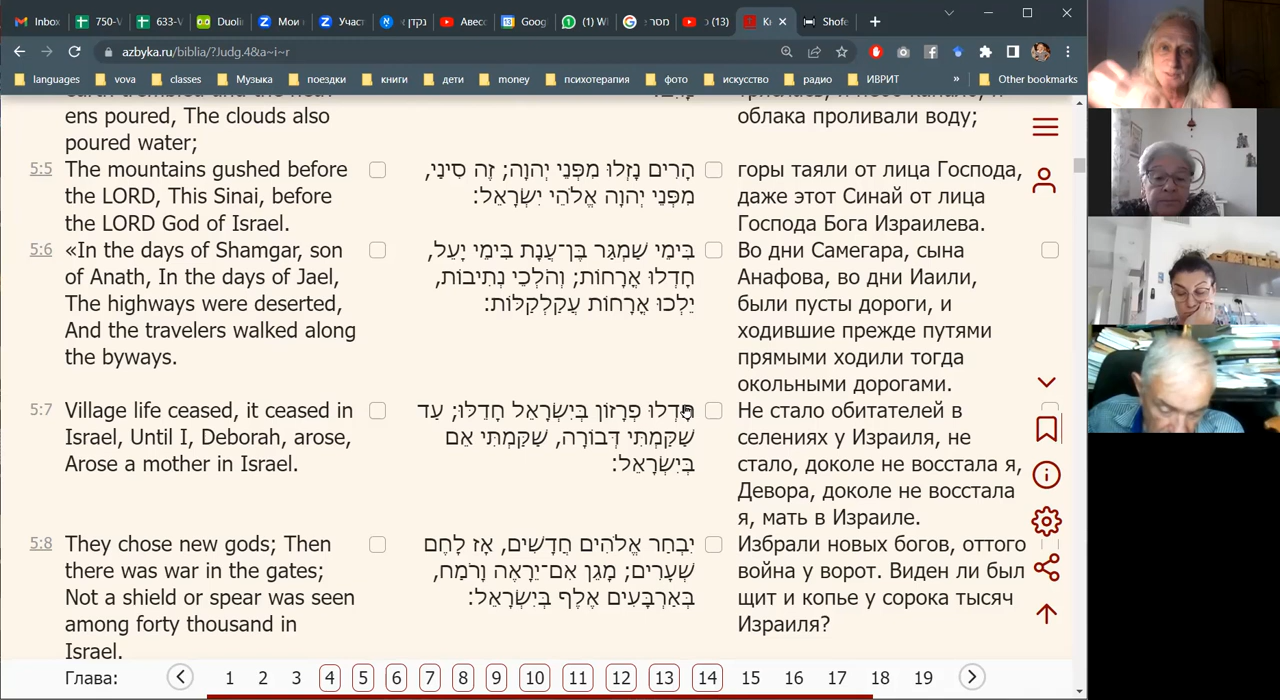 Inbox
750-V
633-V
Duolin
Мои к
Участ
נקדן א
Авесс
Goog
(1) WI
מסר
(13) С
Кн
Shofe
azbyka.ru/biblia/?Judg.4&a~i~r
languages
vova
classes
Музыка
поездки
книги
дети
money
психотерапия
фото
искусство
радио
ИВРИТ
»
Other bookmarks
ens poured, The clouds also
poured water;
облака проливали воду;
5:5
The mountains gushed before
the LORD, This Sinai, before
the LORD God of Israel.
הָרִים נָזְלוּ מִפְּנֵי יְהוָה; זֶה סִינַי,
מִפְּנֵי יְהוָה אֱלֹהֵי יִשְׂרָאֵל׃
горы таяли от лица Господа,
даже этот Синай от лица
Господа Бога Израилева.
5:6
«In the days of Shamgar, son
of Anath, In the days of Jael,
The highways were deserted,
And the travelers walked along
the byways.
בִּימֵי שַׁמְגַּר בֶּן־עֲנָת בִּימֵי יָעֵל,
חָדְלוּ אֳרָחוֹת; וְהֹלְכֵי נְתִיבוֹת,
יֵלְכוּ אֳרָחוֹת עֲקַלְקַלּוֹת׃
Во дни Самегара, сына
Анафова, во дни Иаили,
были пусты дороги, и
ходившие прежде путями
прямыми ходили тогда
окольными дорогами.
5:7
Village life ceased, it ceased in
Israel, Until I, Deborah, arose,
Arose a mother in Israel.
חָדְלוּ פְרָזוֹן בְּיִשְׂרָאֵל חָדֵלּוּ; עַד
שַׁקַּמְתִּי דְּבוֹרָה, שַׁקַּמְתִּי אֵם
בְּיִשְׂרָאֵל׃
Не стало обитателей в
селениях у Израиля, не
стало, доколе не восстала я,
Девора, доколе не восстала
я, мать в Израиле.
5:8
They chose new gods; Then
there was war in the gates;
Not a shield or spear was seen
among forty thousand in
Israel.
יִבְחַר אֱלֹהִים חֲדָשִׁים, אָז לָחֶם
שְׁעָרִים; מָגֵן אִם־יֵרָאֶה וָרֹמַח,
בְּאַרְבָּעִים אֶלֶף בְּיִשְׂרָאֵל׃
Избрали новых богов, оттого
война у ворот. Виден ли был
щит и копье у сорока тысяч
Израиля?
Глава:
1 2 3 4 5 6 7 8 9 10 11 12 13 14 15 16 17 18 19